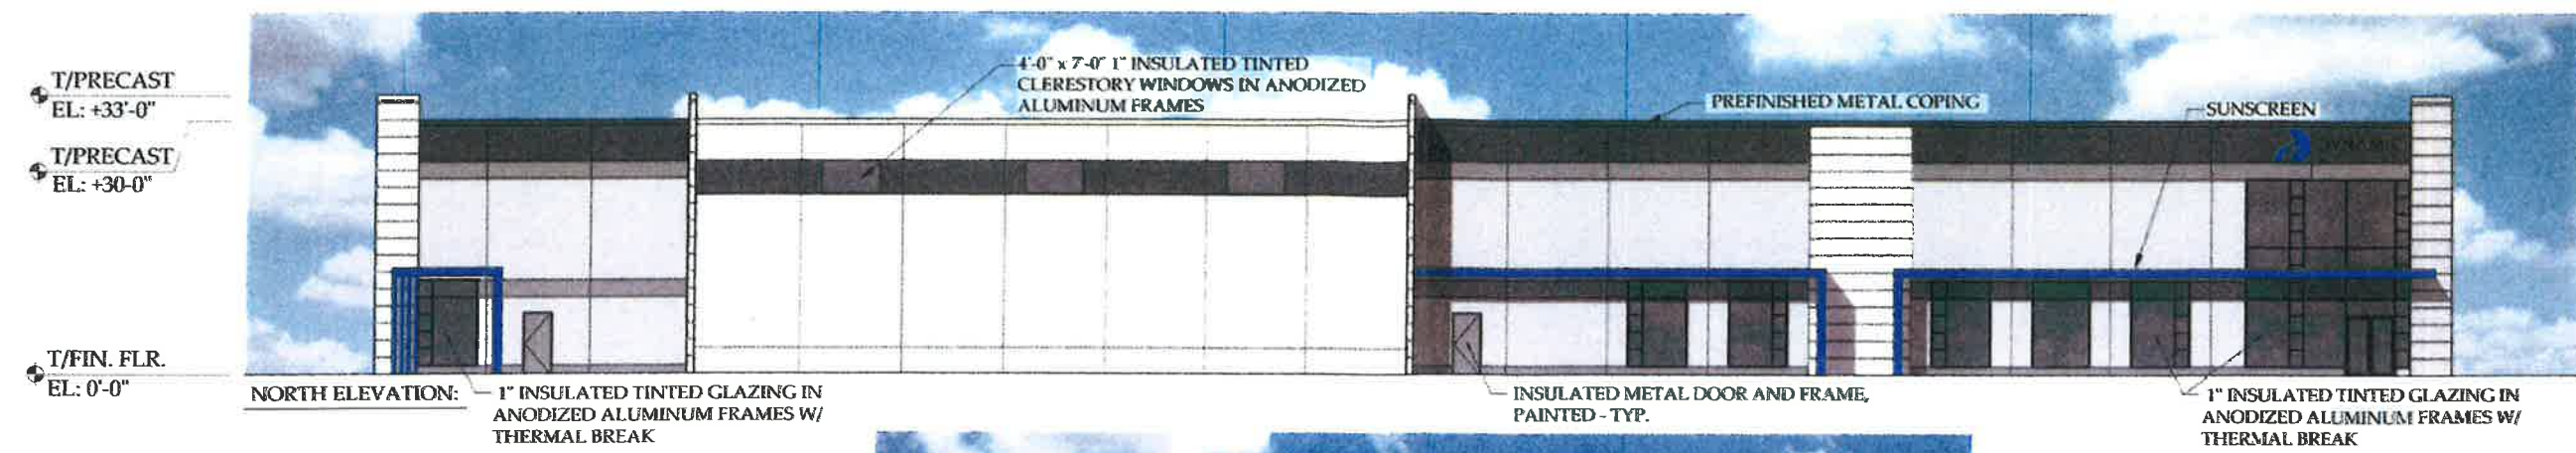 T/PRECAST
EL: +33'-0"
T/PRECAST
EL: +30-0"
T/FIN. FLR.
EL: 0'-0"
4'-0" x 7'-0" 1" INSULATED TINTED
CLERESTORY WINDOWS IN ANODIZED
ALUMINUM FRAMES
PREFINISHED METAL COPING
SUNSCREEN
DYNAMIC
NORTH ELEVATION:
1" INSULATED TINTED GLAZING IN
ANODIZED ALUMINUM FRAMES W/
THERMAL BREAK
INSULATED METAL DOOR AND FRAME,
PAINTED - TYP.
1" INSULATED TINTED GLAZING IN
ANODIZED ALUMINUM FRAMES W/
THERMAL BREAK